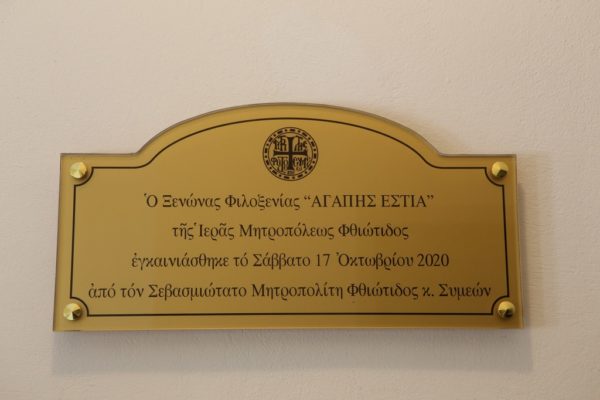 Ὁ Ξενώνας Φιλοξενίας “ΑΓΑΠΗΣ ΕΣΤΙΑ”
τῆς Ἱερᾶς Μητροπόλεως Φθιώτιδος
ἐγκαινιάσθηκε τό Σάββατο 17 Ὀκτωβρίου 2020
ἀπό τόν Σεβασμιώτατο Μητροπολίτη Φθιώτιδος κ. Συμεών